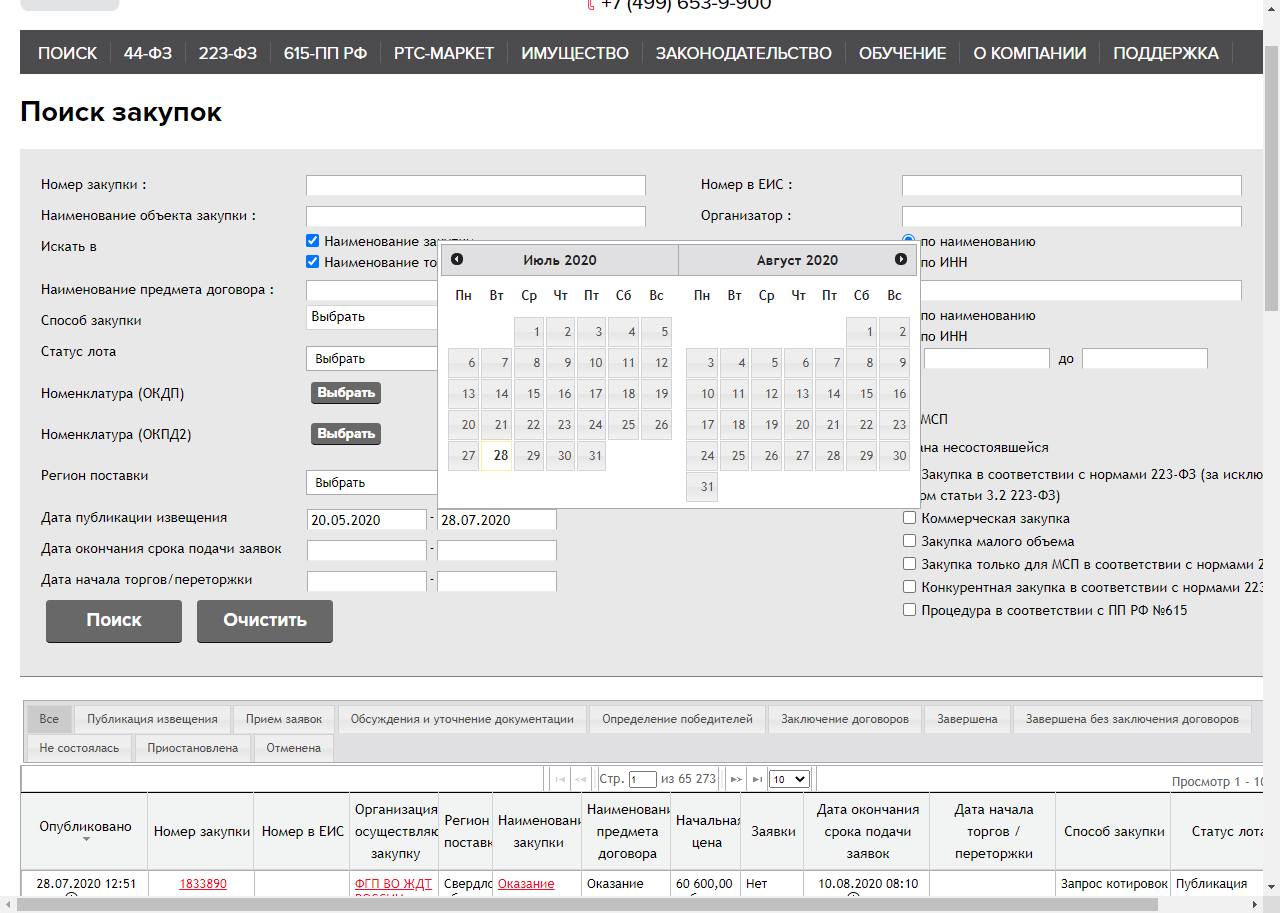 +7 (499) 653-9-900
ПОИСК 44-ФЗ 223-ФЗ 615-ПП РФ РТС-МАРКЕТ ИМУЩЕСТВО ЗАКОНОДАТЕЛЬСТВО ОБУЧЕНИЕ О КОМПАНИИ ПОДДЕРЖКА
Поиск закупок
Номер закупки : Номер в ЕИС :
Наименование объекта закупки : Организатор :
Искать в Наименование закупки по наименованию
Наименование то по ИНН
Июль 2020 Август 2020
Пн Вт Ср Чт Пт Сб Вс Пн Вт Ср Чт Пт Сб Вс
Наименование предмета договора :
Способ закупки Выбрать по наименованию
1 2 3 4 5 1 2
по ИНН
Статус лота Выбрать до
6 7 8 9 10 11 12 3 4 5 6 7 8 9
Номенклатура (ОКДП) Выбрать
13 14 15 16 17 18 19 10 11 12 13 14 15 16
МСП
20 21 22 23 24 25 26 17 18 19 20 21 22 23
Номенклатура (ОКПД2) Выбрать
на несостоявшейся
27 28 29 30 31 24 25 26 27 28 29 30
31
Регион поставки Выбрать
Закупка в соответствии с нормами 223-ФЗ (за исклю
ом статьи 3.2 223-ФЗ)
Дата публикации извещения 20.05.2020 - 28.07.2020 Коммерческая закупка
Закупка малого объема
Дата окончания срока подачи заявок -
Закупка только для МСП в соответствии с нормами 2
Дата начала торгов/переторжки -
Конкурентная закупка в соответствии с нормами 223
Процедура в соответствии с ПП РФ №615
Поиск Очистить
Все Публикация извещения Прием заявок Обсуждения и уточнение документации Определение победителей Заключение договоров Завершена Завершена без заключения договоров
Не состоялась Приостановлена Отменена
Стр. 1 из 65 273 10 Просмотр 1 - 10
Опубликовано Номер закупки Номер в ЕИС Организация осуществляю закупку Регион поставк Наименовани закупки Наименовани предмета договора Начальная цена Заявки Дата окончания срока подачи заявок Дата начала торгов / переторжки Способ закупки Статус лота
28.07.2020 12:51 1833890 ФГП ВО ЖДТ Свердло Оказание Оказание 60 600,00 Нет 10.08.2020 08:10 Запрос котировок Публикация